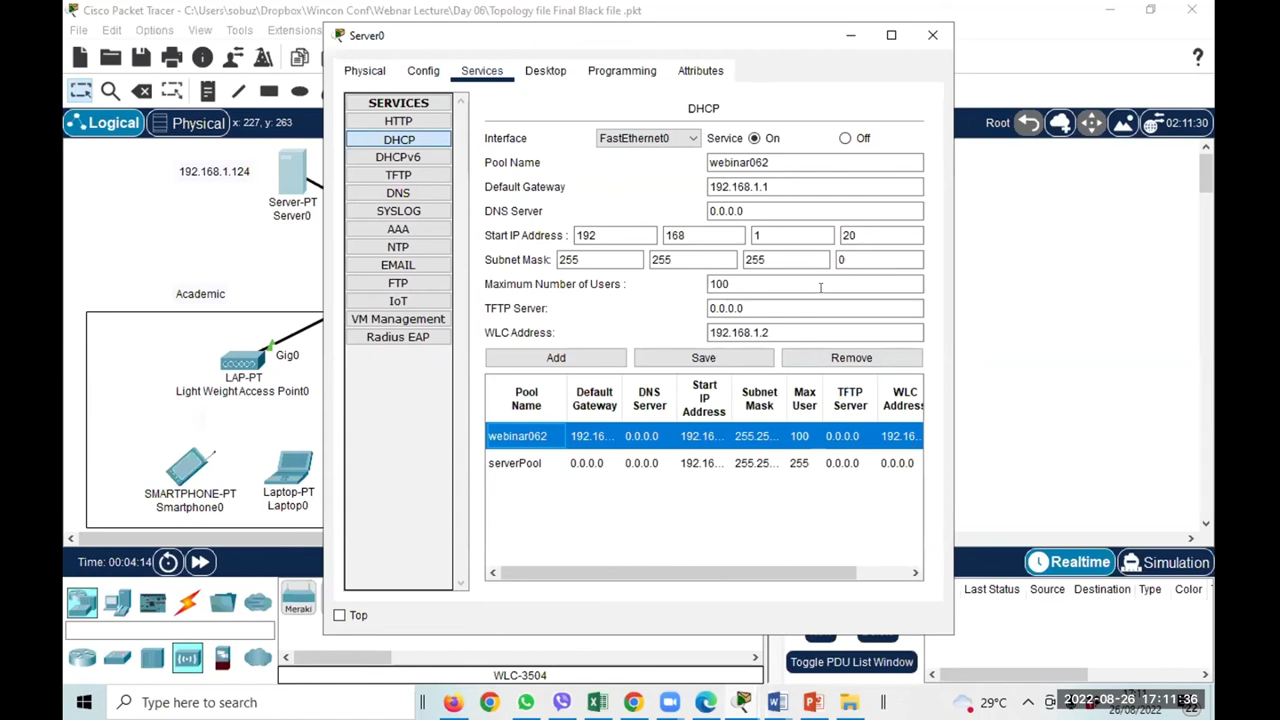 Cisco Packet Tracer - C:\Users\sobuz\Dropbox\Wincon Conf\Webnar Lecture\Day 06\Topology file Final Black file .pkt
File Edit Options View Tools Extensions
Server0
Physical Config Services Desktop Programming Attributes
Logical Physical x: 227, y: 263
Root 02:11:30
SERVICES
HTTP
DHCP
DHCPv6
TFTP
DNS
SYSLOG
AAA
NTP
EMAIL
FTP
IoT
VM Management
Radius EAP
DHCP
Interface FastEthernet0 Service On Off
Pool Name webinar062
Default Gateway 192.168.1.1
DNS Server 0.0.0.0
Start IP Address : 192 168 1 20
Subnet Mask: 255 255 255 0
Maximum Number of Users : 100
TFTP Server: 0.0.0.0
WLC Address: 192.168.1.2
Add Save Remove
Pool Name Default Gateway DNS Server Start IP Address Subnet Mask Max User TFTP Server WLC Address
webinar062 192.16... 0.0.0.0 192.16... 255.25... 100 0.0.0.0 192.16...
serverPool 0.0.0.0 0.0.0.0 192.16... 255.25... 255 0.0.0.0 0.0.0.0
Top
192.168.1.124
Server-PT
Server0
Academic
Gig0
LAP-PT
Light Weight Access Point0
SMARTPHONE-PT
Smartphone0
Laptop-PT
Laptop0
Time: 00:04:14
Realtime Simulation
Meraki
Last Status Source Destination Type Color
WLC-3504
Toggle PDU List Window
Type here to search
29°C
2022-08-26 17:11:36
26/08/2022
22